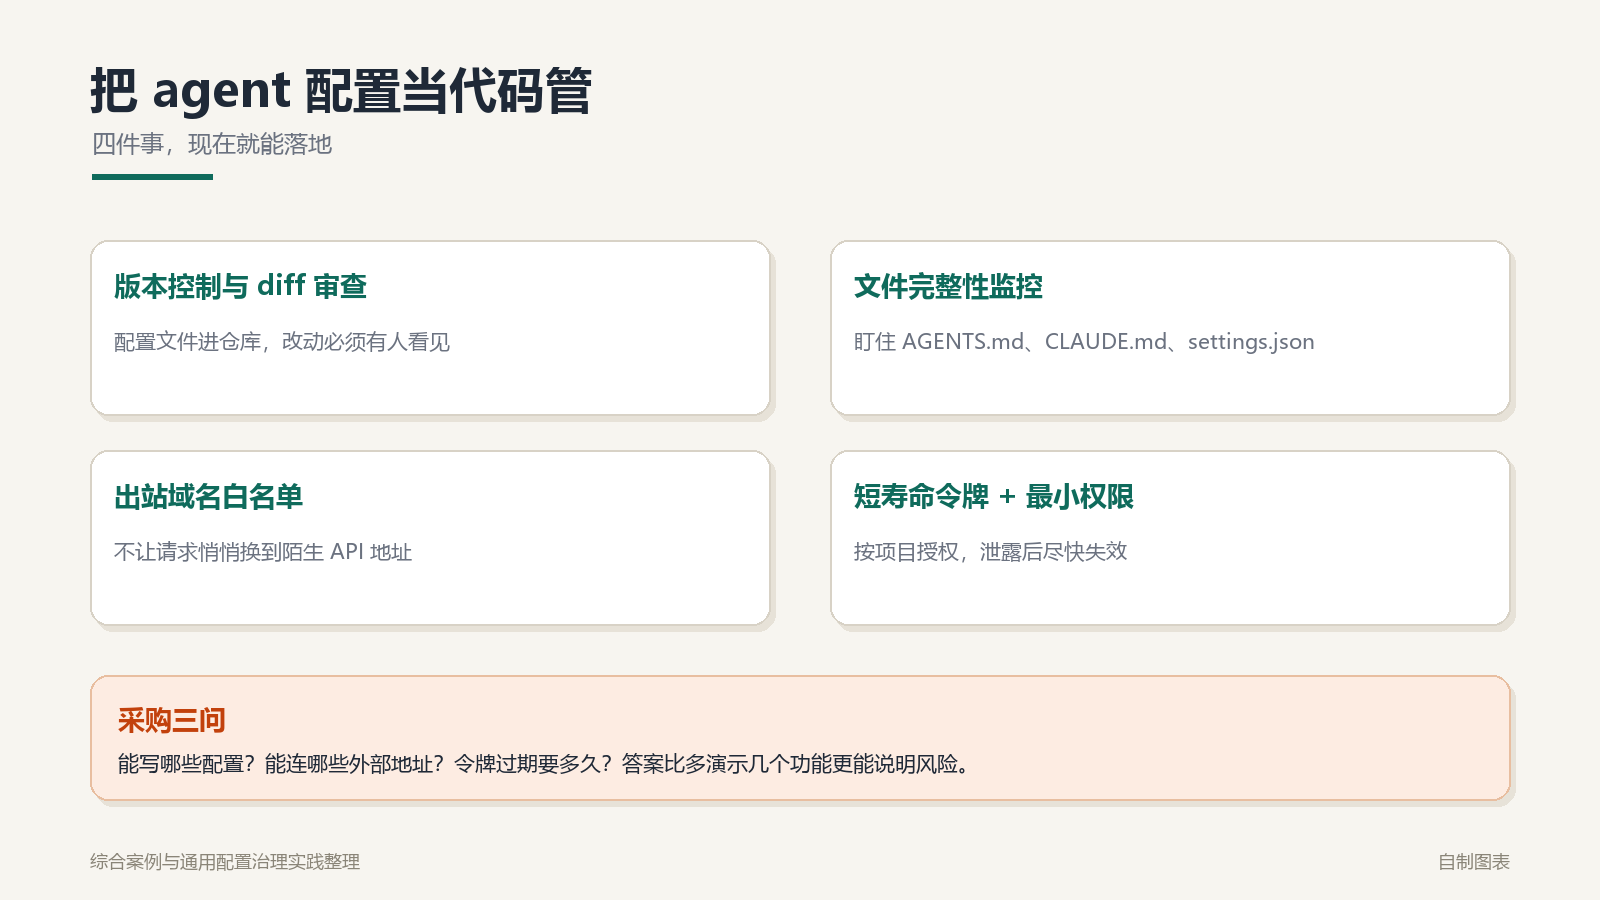 把 agent 配置当代码管
四件事，现在就能落地
版本控制与 diff 审查
配置文件进仓库，改动必须有人看见
文件完整性监控
盯住 AGENTS.md、CLAUDE.md、settings.json
出站域名白名单
不让请求悄悄换到陌生 API 地址
短寿命令牌 + 最小权限
按项目授权，泄露后尽快失效
采购三问
能写哪些配置？能连哪些外部地址？令牌过期要多久？答案比多演示几个功能更能说明风险。
综合案例与通用配置治理实践整理
自制图表